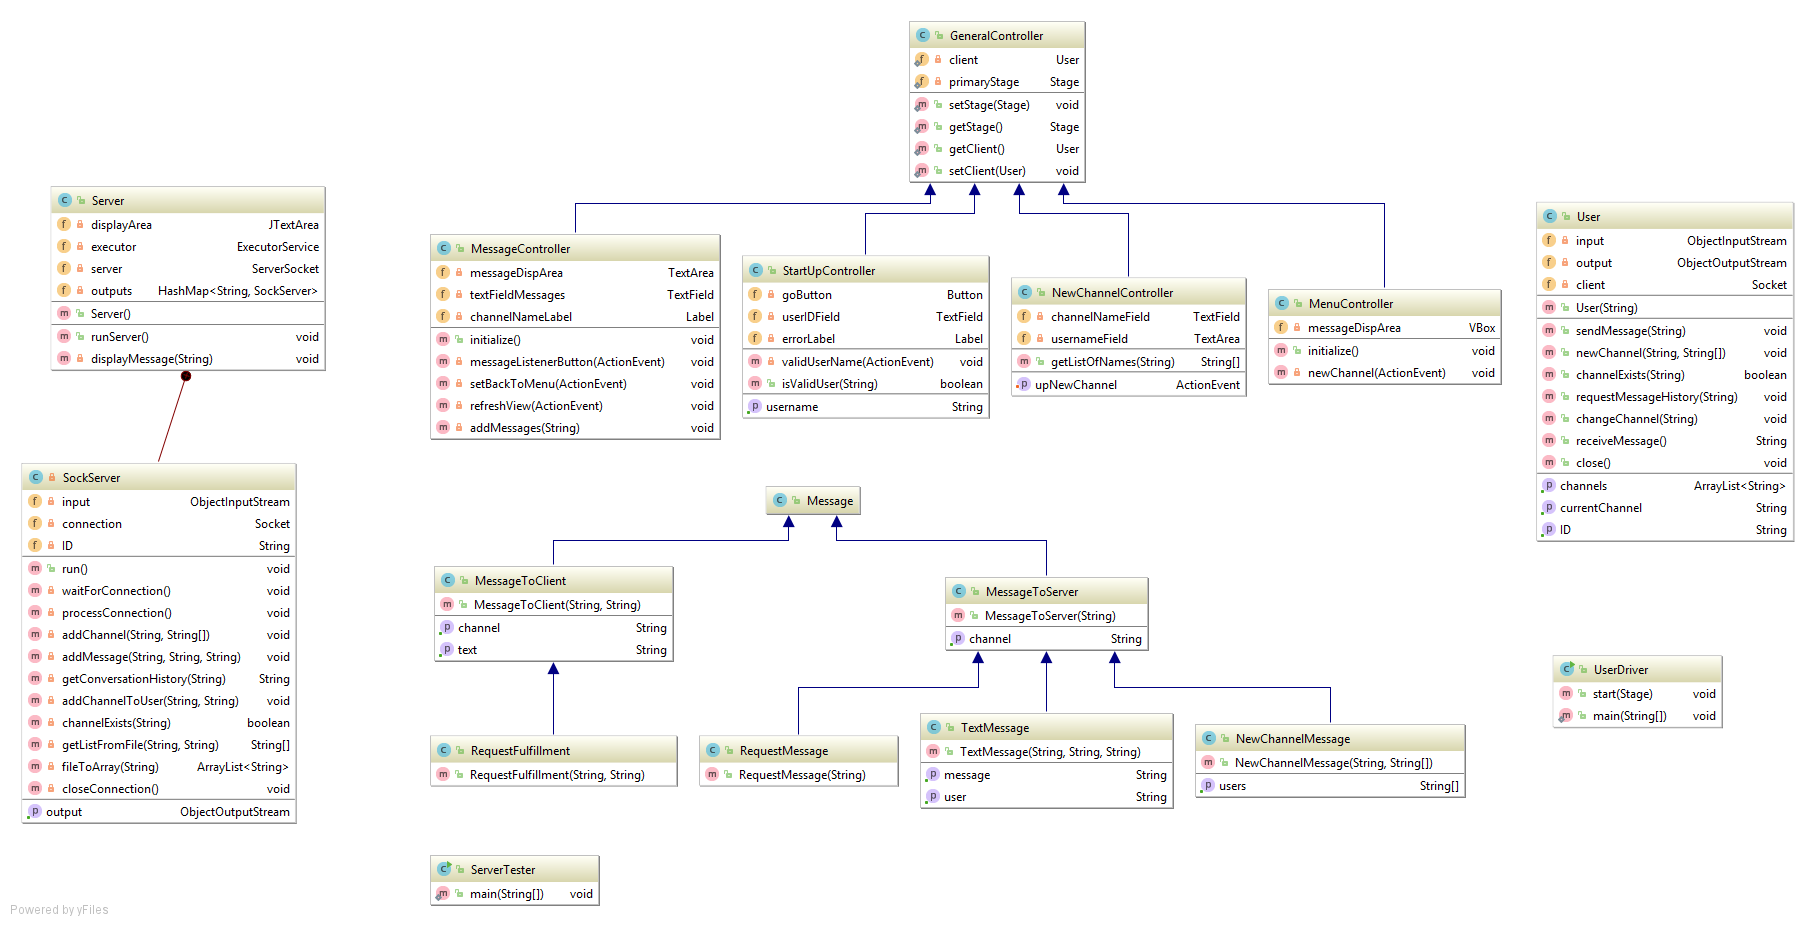 GeneralController
client User
primaryStage Stage
setStage(Stage) void
getStage() Stage
getClient() User
setClient(User) void
Server
displayArea JTextArea
executor ExecutorService
server ServerSocket
outputs HashMap<String, SockServer>
Server()
runServer() void
displayMessage(String) void
MessageController
messageDispArea TextArea
textFieldMessages TextField
channelNameLabel Label
initialize() void
messageListenerButton(ActionEvent) void
setBackToMenu(ActionEvent) void
refreshView(ActionEvent) void
addMessages(String) void
StartUpController
goButton Button
userIDField TextField
errorLabel Label
validUserName(ActionEvent) void
isValidUser(String) boolean
username String
NewChannelController
channelNameField TextField
usernameField TextArea
getListOfNames(String) String[]
upNewChannel ActionEvent
MenuController
messageDispArea VBox
initialize() void
newChannel(ActionEvent) void
User
input ObjectInputStream
output ObjectOutputStream
client Socket
User(String)
sendMessage(String) void
newChannel(String, String[]) void
channelExists(String) boolean
requestMessageHistory(String) void
changeChannel(String) void
receiveMessage() String
close() void
channels ArrayList<String>
currentChannel String
ID String
SockServer
input ObjectInputStream
connection Socket
ID String
run() void
waitForConnection() void
processConnection() void
addChannel(String, String[]) void
addMessage(String, String, String) void
getConversationHistory(String) String
addChannelToUser(String, String) void
channelExists(String) boolean
getListFromFile(String, String) String[]
fileToArray(String) ArrayList<String>
closeConnection() void
output ObjectOutputStream
Message
MessageToClient
MessageToClient(String, String)
channel String
text String
MessageToServer
MessageToServer(String)
channel String
RequestFulfillment
RequestFulfillment(String, String)
RequestMessage
RequestMessage(String)
TextMessage
TextMessage(String, String, String)
message String
user String
NewChannelMessage
NewChannelMessage(String, String[])
users String[]
UserDriver
start(Stage) void
main(String[]) void
ServerTester
main(String[]) void
Powered by yFiles